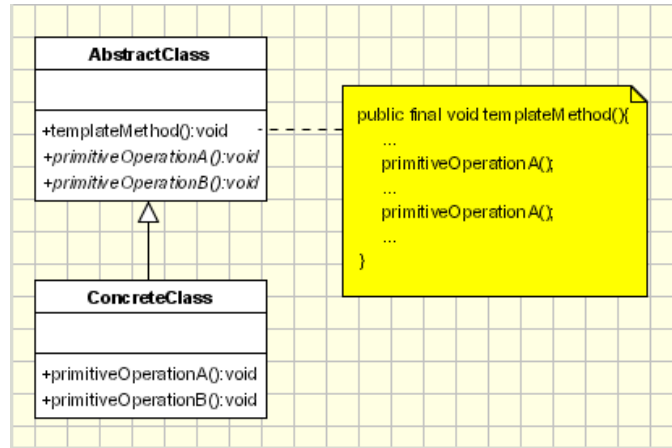 AbstractClass
+templateMethod():void
+primitiveOperationA():void
+primitiveOperationB():void
public final void templateMethod(){
...
primitiveOperationA();
...
primitiveOperationA();
...
}
ConcreteClass
+primitiveOperationA():void
+primitiveOperationB():void